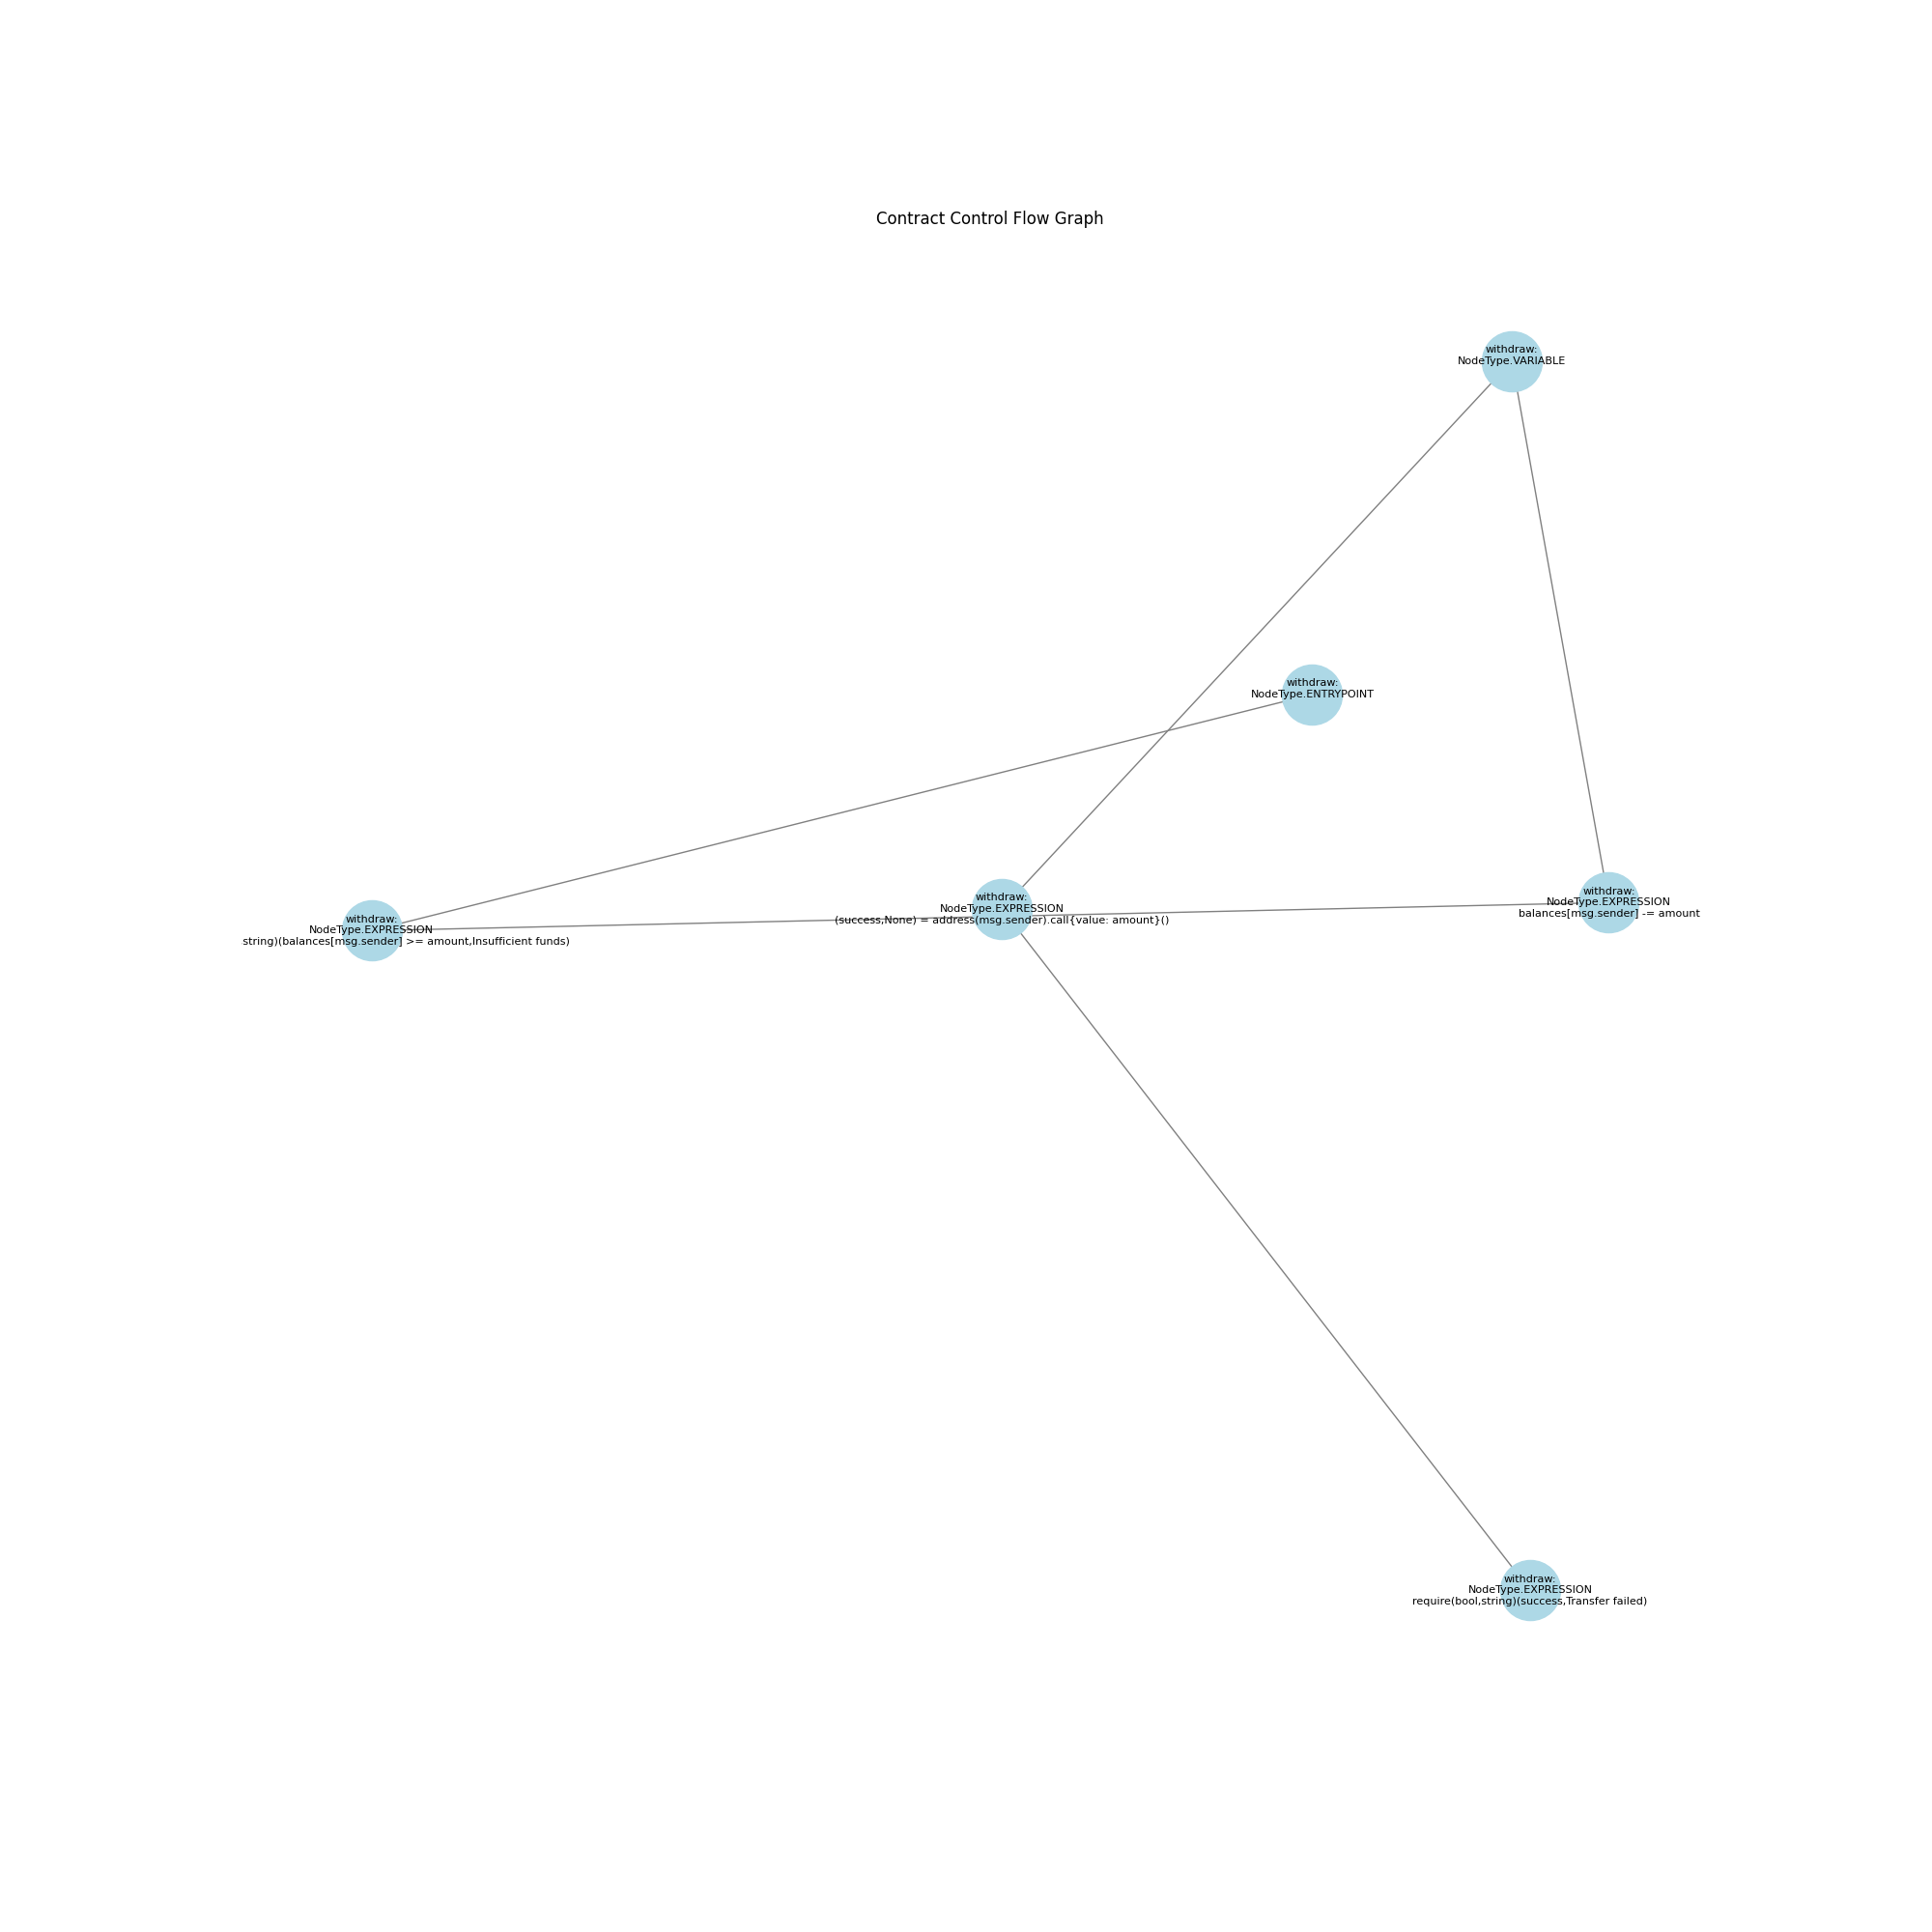 Contract Control Flow Graph
withdraw:
NodeType.VARIABLE
withdraw:
NodeType.ENTRYPOINT
withdraw:
NodeType.EXPRESSION
string)(balances[msg.sender] >= amount,Insufficient funds)
withdraw:
NodeType.EXPRESSION
(success,None) = address(msg.sender).call{value: amount}()
withdraw:
NodeType.EXPRESSION
balances[msg.sender] -= amount
withdraw:
NodeType.EXPRESSION
require(bool,string)(success,Transfer failed)